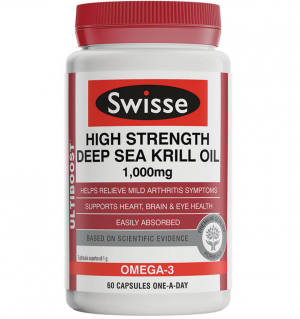 Swisse
ULTIBOOST
HIGH STRENGTH
DEEP SEA KRILL OIL
1,000mg
HELPS RELIEVE MILD ARTHRITIS SYMPTOMS
SUPPORTS HEART, BRAIN & EYE HEALTH
EASILY ABSORBED
BASED ON SCIENTIFIC EVIDENCE
OMEGA-3
60 CAPSULES ONE-A-DAY